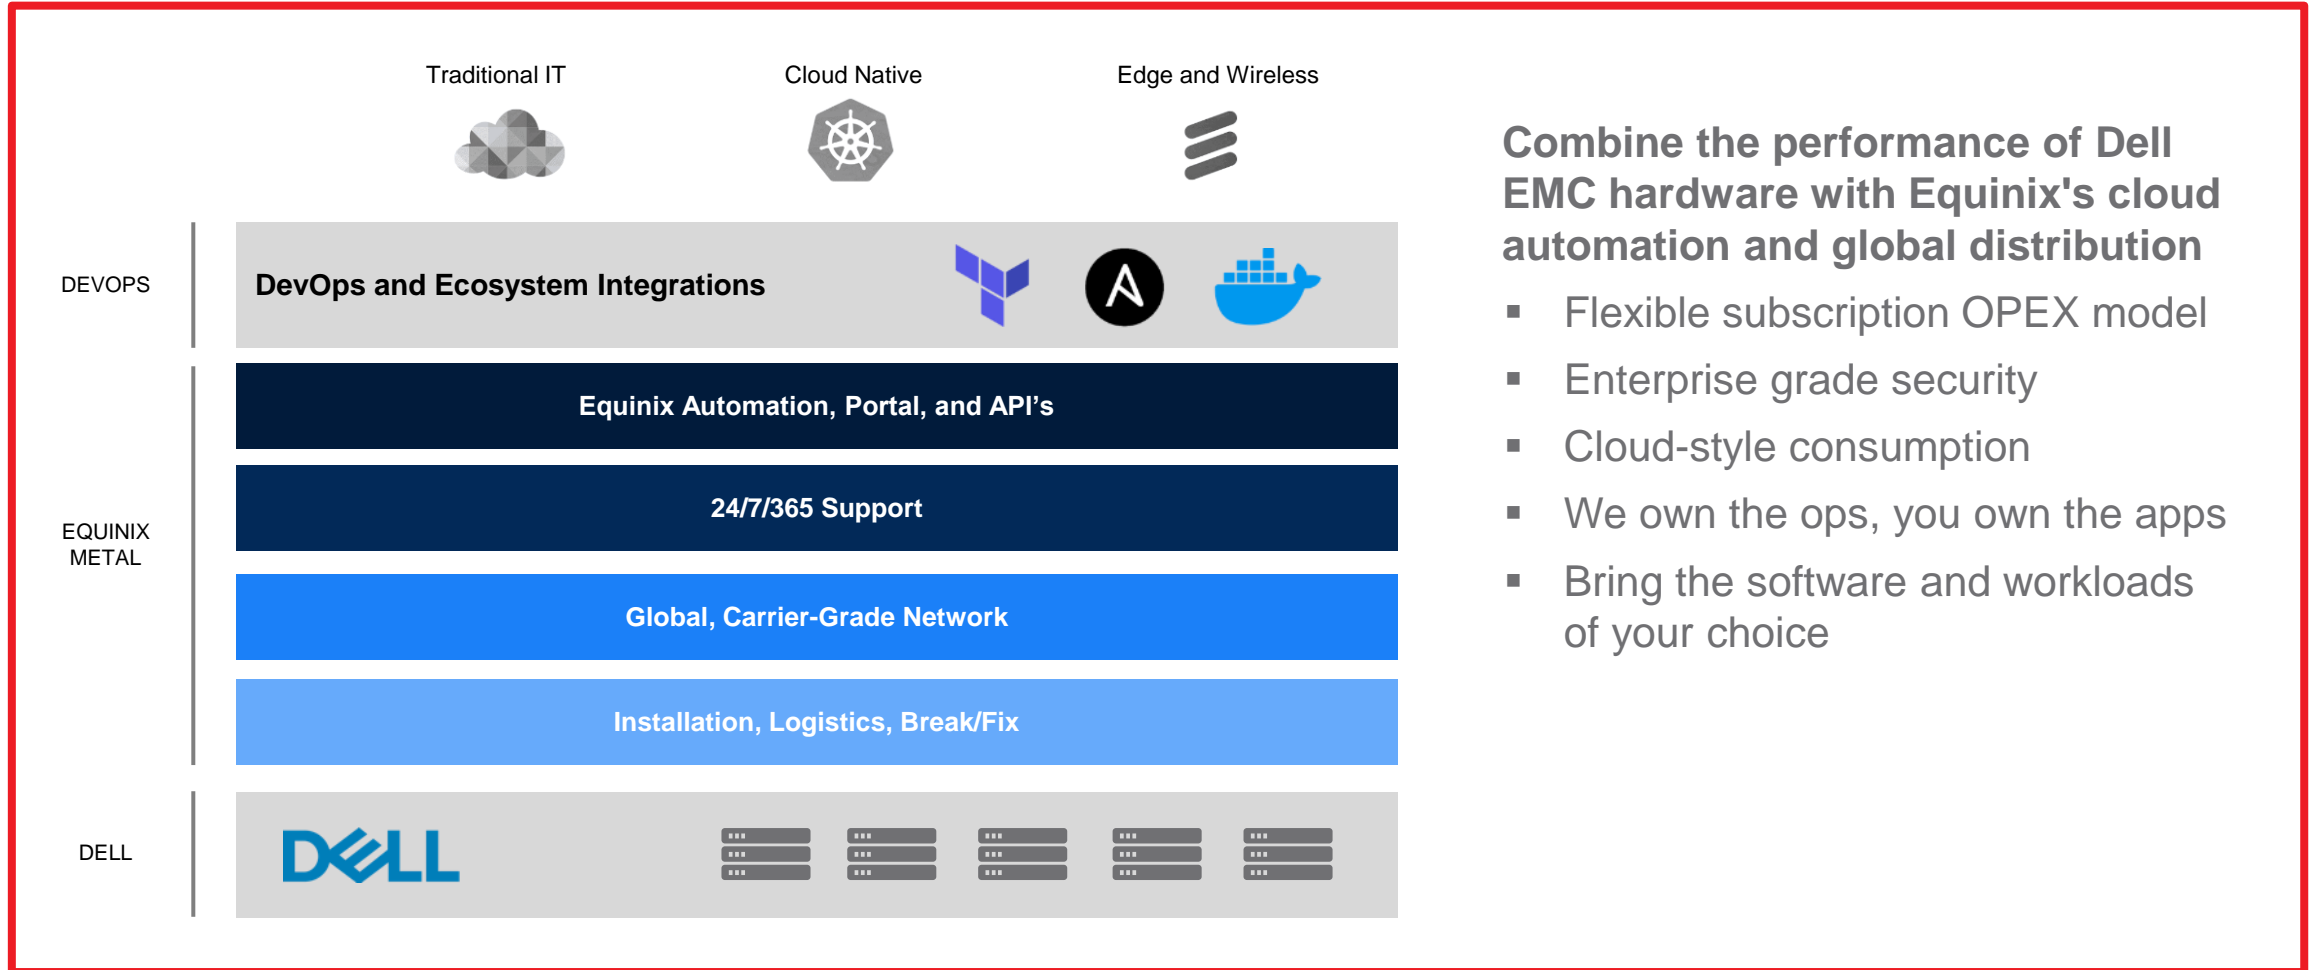 Traditional IT
Cloud Native
Edge and Wireless
DEVOPS
DevOps and Ecosystem Integrations
EQUINIX
METAL
Equinix Automation, Portal, and API’s
24/7/365 Support
Global, Carrier-Grade Network
Installation, Logistics, Break/Fix
DELL
DELL
Combine the performance of Dell
EMC hardware with Equinix's cloud
automation and global distribution
▪ Flexible subscription OPEX model
▪ Enterprise grade security
▪ Cloud-style consumption
▪ We own the ops, you own the apps
▪ Bring the software and workloads
of your choice